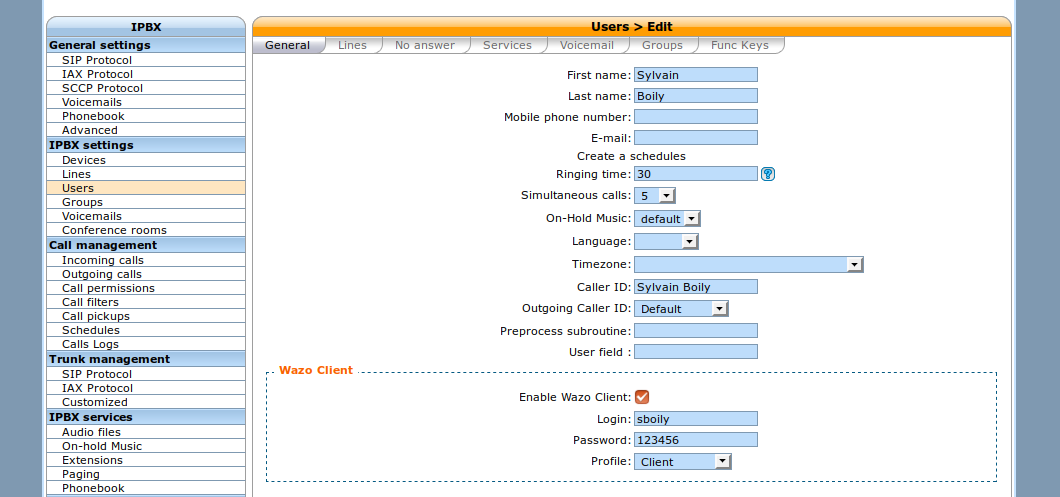 IPBX
General settings
SIP Protocol
IAX Protocol
SCCP Protocol
Voicemails
Phonebook
Advanced
IPBX settings
Devices
Lines
Users
Groups
Voicemails
Conference rooms
Call management
Incoming calls
Outgoing calls
Call permissions
Call filters
Call pickups
Schedules
Calls Logs
Trunk management
SIP Protocol
IAX Protocol
Customized
IPBX services
Audio files
On-hold Music
Extensions
Paging
Phonebook
Users > Edit
General Lines No answer Services Voicemail Groups Func Keys
First name: Sylvain
Last name: Boily
Mobile phone number:
E-mail:
Create a schedules
Ringing time: 30 ?
Simultaneous calls: 5
On-Hold Music: default
Language:
Timezone:
Caller ID: Sylvain Boily
Outgoing Caller ID: Default
Preprocess subroutine:
User field :
Wazo Client
Enable Wazo Client:
Login: sboily
Password: 123456
Profile: Client